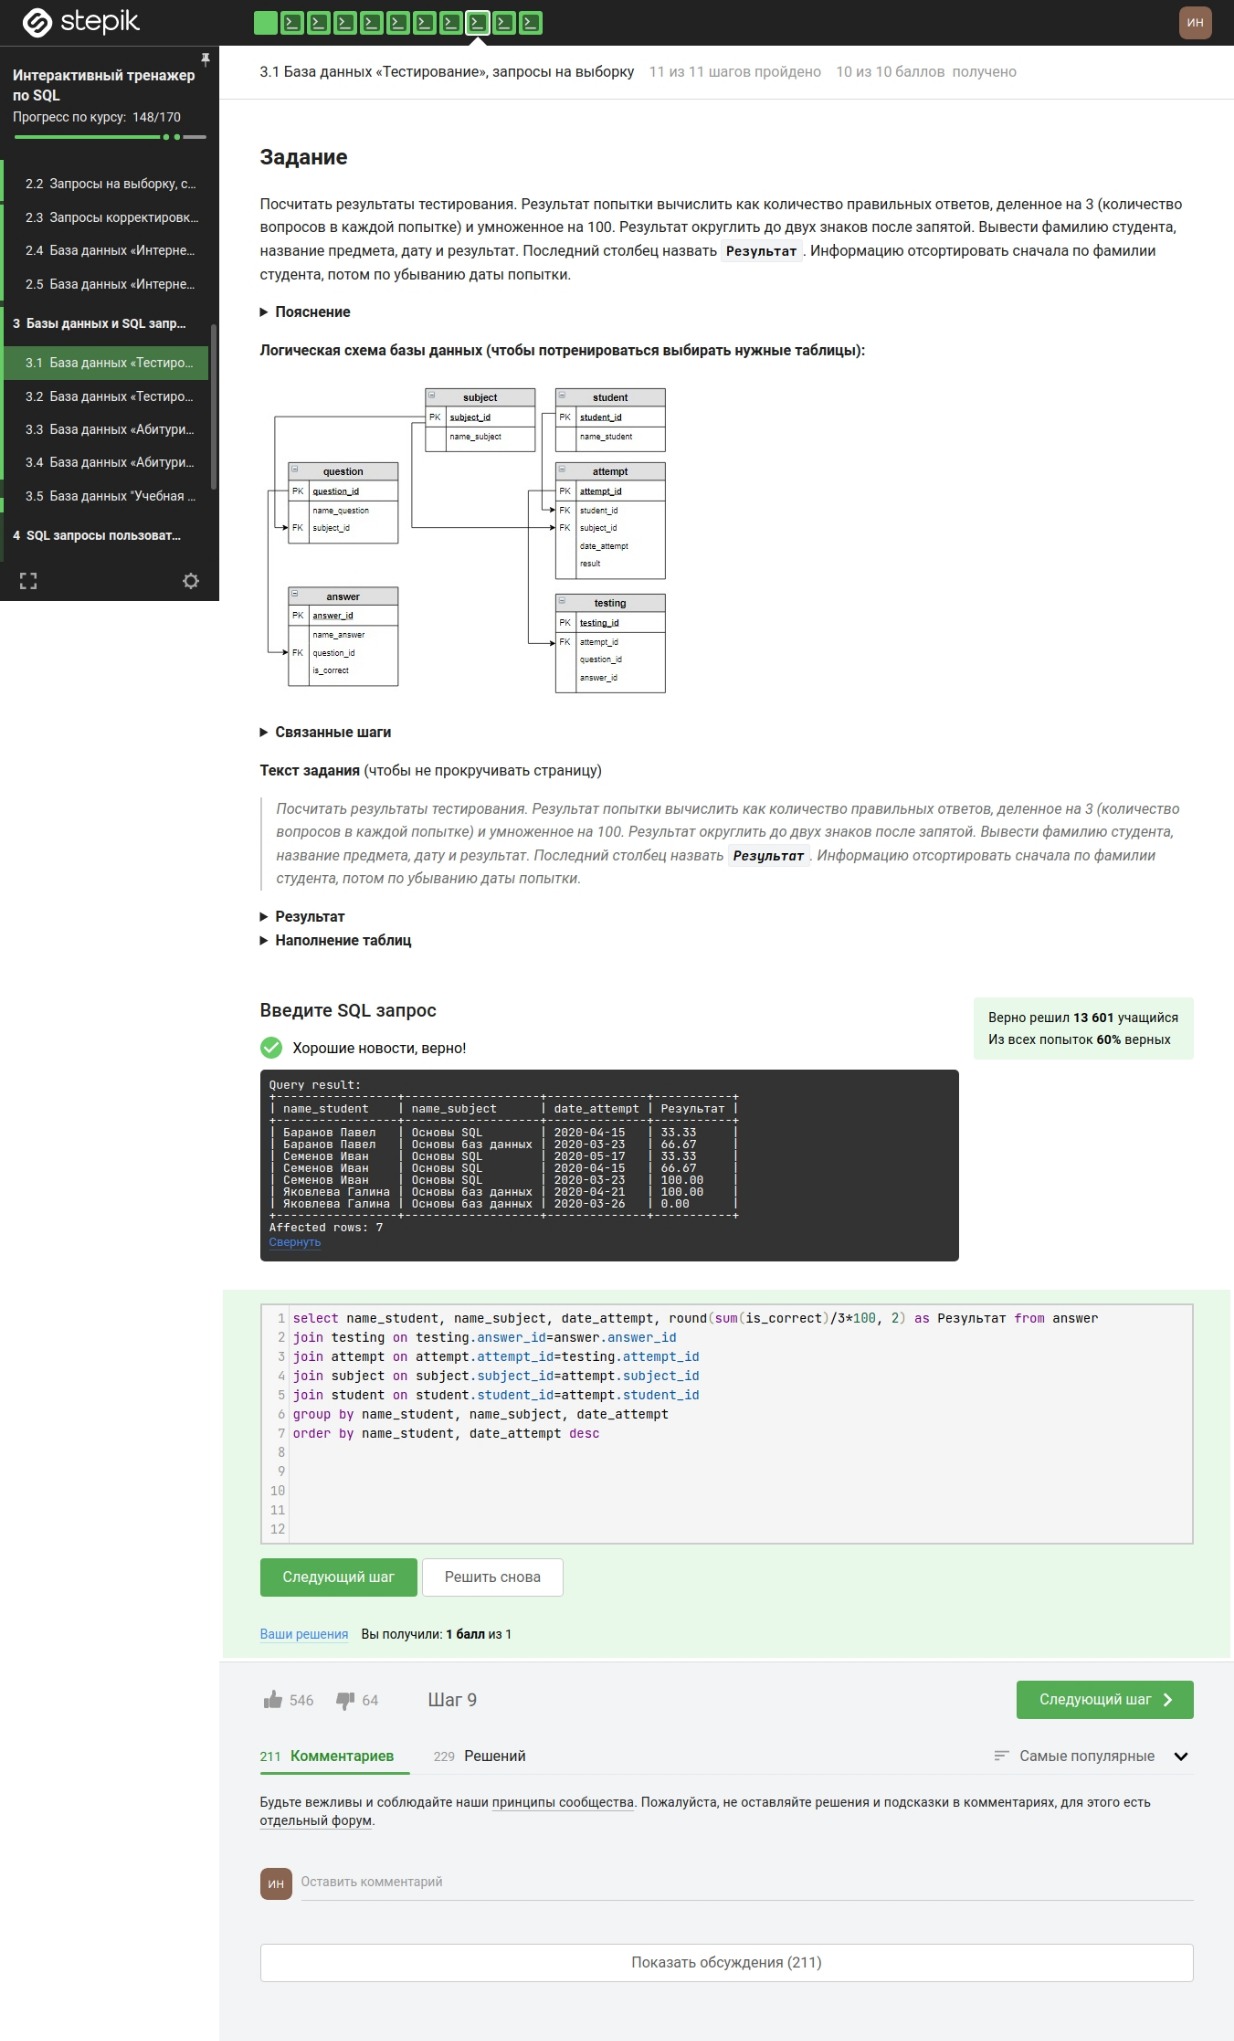 stepik
ИН
Интерактивный тренажер
по SQL
Прогресс по курсу: 148/170
2.2 Запросы на выборку, с...
2.3 Запросы корректировк...
2.4 База данных «Интерне...
2.5 База данных «Интерне...
3 Базы данных и SQL запр...
3.1 База данных «Тестиро...
3.2 База данных «Тестиро...
3.3 База данных «Абитури...
3.4 База данных «Абитури...
3.5 База данных "Учебная ...
4 SQL запросы пользоват...
3.1 База данных «Тестирование», запросы на выборку 11 из 11 шагов пройдено 10 из 10 баллов получено
Задание
Посчитать результаты тестирования. Результат попытки вычислить как количество правильных ответов, деленное на 3 (количество
вопросов в каждой попытке) и умноженное на 100. Результат округлить до двух знаков после запятой. Вывести фамилию студента,
название предмета, дату и результат. Последний столбец назвать Результат. Информацию отсортировать сначала по фамилии
студента, потом по убыванию даты попытки.
Пояснение
Логическая схема базы данных (чтобы потренироваться выбирать нужные таблицы):
subject
PK subject_id
name_subject
student
PK student_id
name_student
question
PK question_id
name_question
FK subject_id
attempt
PK attempt_id
FK student_id
FK subject_id
date_attempt
result
answer
PK answer_id
name_answer
FK question_id
is_correct
testing
PK testing_id
FK attempt_id
question_id
answer_id
Связанные шаги
Текст задания (чтобы не прокручивать страницу)
Посчитать результаты тестирования. Результат попытки вычислить как количество правильных ответов, деленное на 3 (количество
вопросов в каждой попытке) и умноженное на 100. Результат округлить до двух знаков после запятой. Вывести фамилию студента,
название предмета, дату и результат. Последний столбец назвать Результат. Информацию отсортировать сначала по фамилии
студента, потом по убыванию даты попытки.
Результат
Наполнение таблиц
Введите SQL запрос
Хорошие новости, верно!
Верно решил 13 601 учащийся
Из всех попыток 60% верных
Query result:
+-----------------+-------------------+--------------+-----------+
| name_student | name_subject | date_attempt | Результат |
+-----------------+-------------------+--------------+-----------+
| Баранов Павел | Основы SQL | 2020-04-15 | 33.33 |
| Баранов Павел | Основы баз данных | 2020-03-23 | 66.67 |
| Семенов Иван | Основы SQL | 2020-05-17 | 33.33 |
| Семенов Иван | Основы SQL | 2020-04-15 | 66.67 |
| Семенов Иван | Основы SQL | 2020-03-23 | 100.00 |
| Яковлева Галина | Основы баз данных | 2020-04-21 | 100.00 |
| Яковлева Галина | Основы баз данных | 2020-03-26 | 0.00 |
+-----------------+-------------------+--------------+-----------+
Affected rows: 7
Свернуть
1 select name_student, name_subject, date_attempt, round(sum(is_correct)/3*100, 2) as Результат from answer
2 join testing on testing.answer_id=answer.answer_id
3 join attempt on attempt.attempt_id=testing.attempt_id
4 join subject on subject.subject_id=attempt.subject_id
5 join student on student.student_id=attempt.student_id
6 group by name_student, name_subject, date_attempt
7 order by name_student, date_attempt desc
8
9
10
11
12
Следующий шаг Решить снова
Ваши решения Вы получили: 1 балл из 1
546 64 Шаг 9 Следующий шаг
211 Комментариев 229 Решений Самые популярные
Будьте вежливы и соблюдайте наши принципы сообщества. Пожалуйста, не оставляйте решения и подсказки в комментариях, для этого есть
отдельный форум.
ИН Оставить комментарий
Показать обсуждения (211)